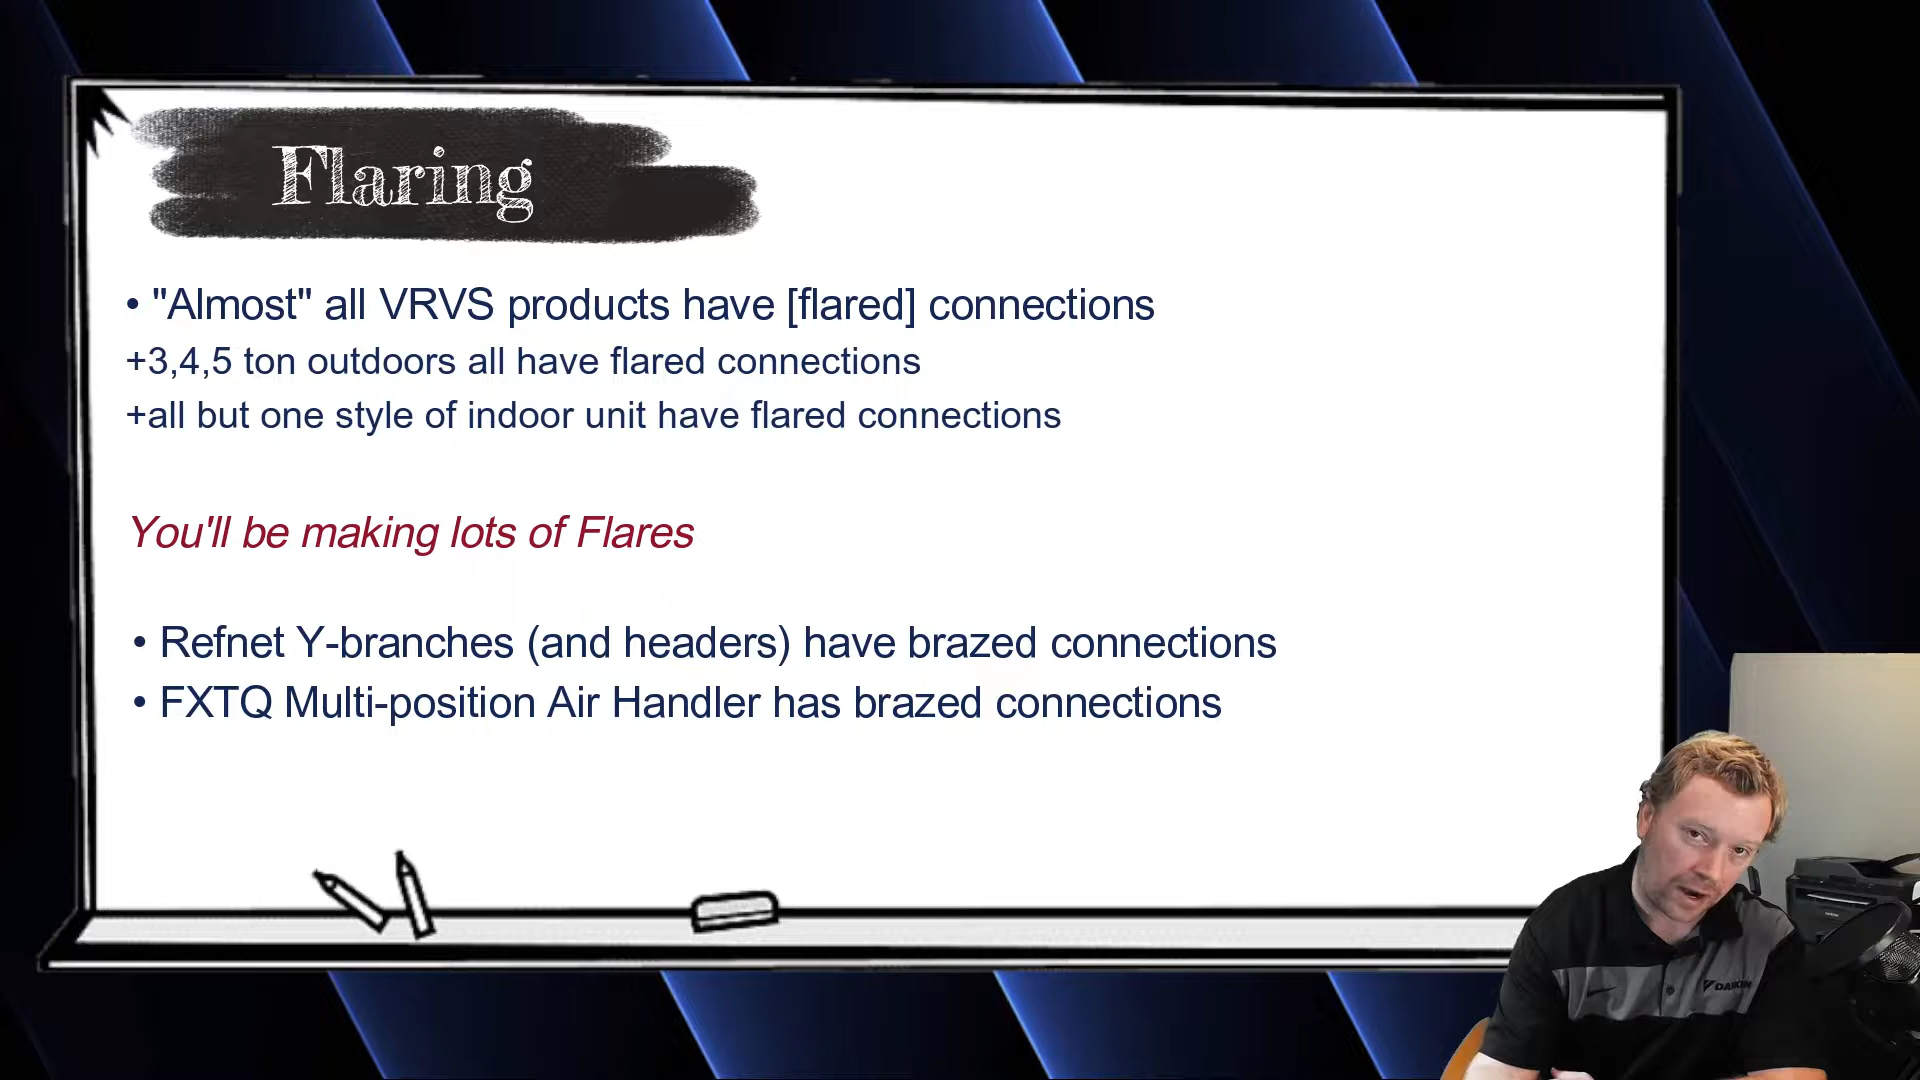 Flaring
• "Almost" all VRVS products have [flared] connections
+3,4,5 ton outdoors all have flared connections
+all but one style of indoor unit have flared connections
You'll be making lots of Flares
• Refnet Y-branches (and headers) have brazed connections
• FXTQ Multi-position Air Handler has brazed connections
DAIKIN